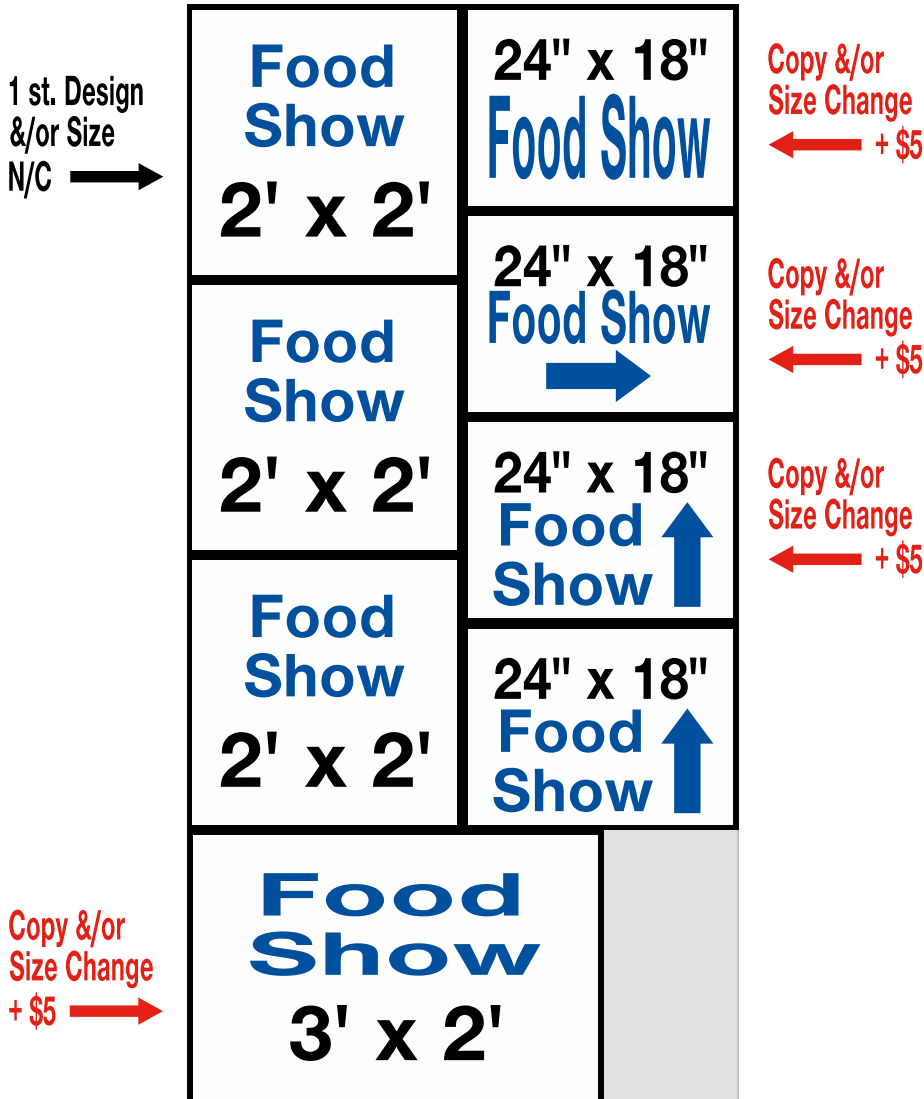 1 st. Design
&/or Size
N/C
Food
Show
2' x 2'
Food
Show
2' x 2'
Food
Show
2' x 2'
24" x 18"
Food Show
Copy &/or
Size Change
+ $5
24" x 18"
Food Show
Copy &/or
Size Change
+ $5
24" x 18"
Food
Show
Copy &/or
Size Change
+ $5
24" x 18"
Food
Show
Copy &/or
Size Change
+ $5
Food
Show
3' x 2'